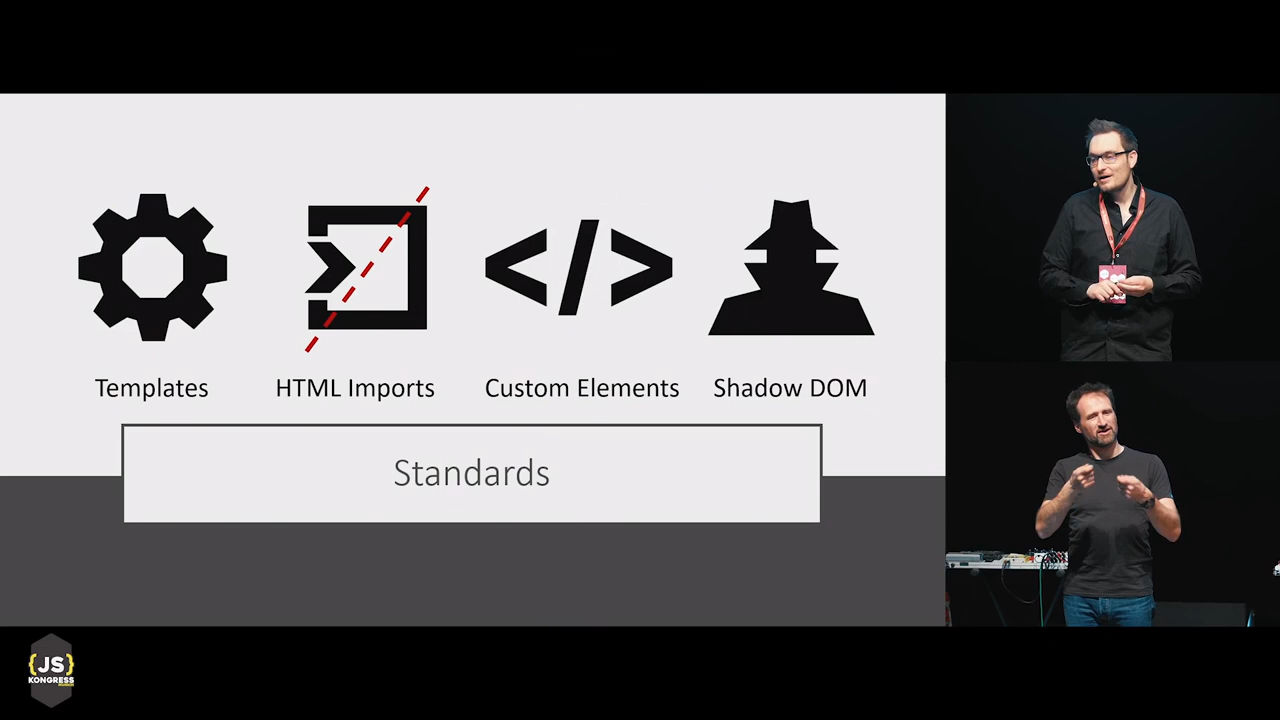 Templates
HTML Imports
Custom Elements
Shadow DOM
Standards
{JS}
KONGRESS